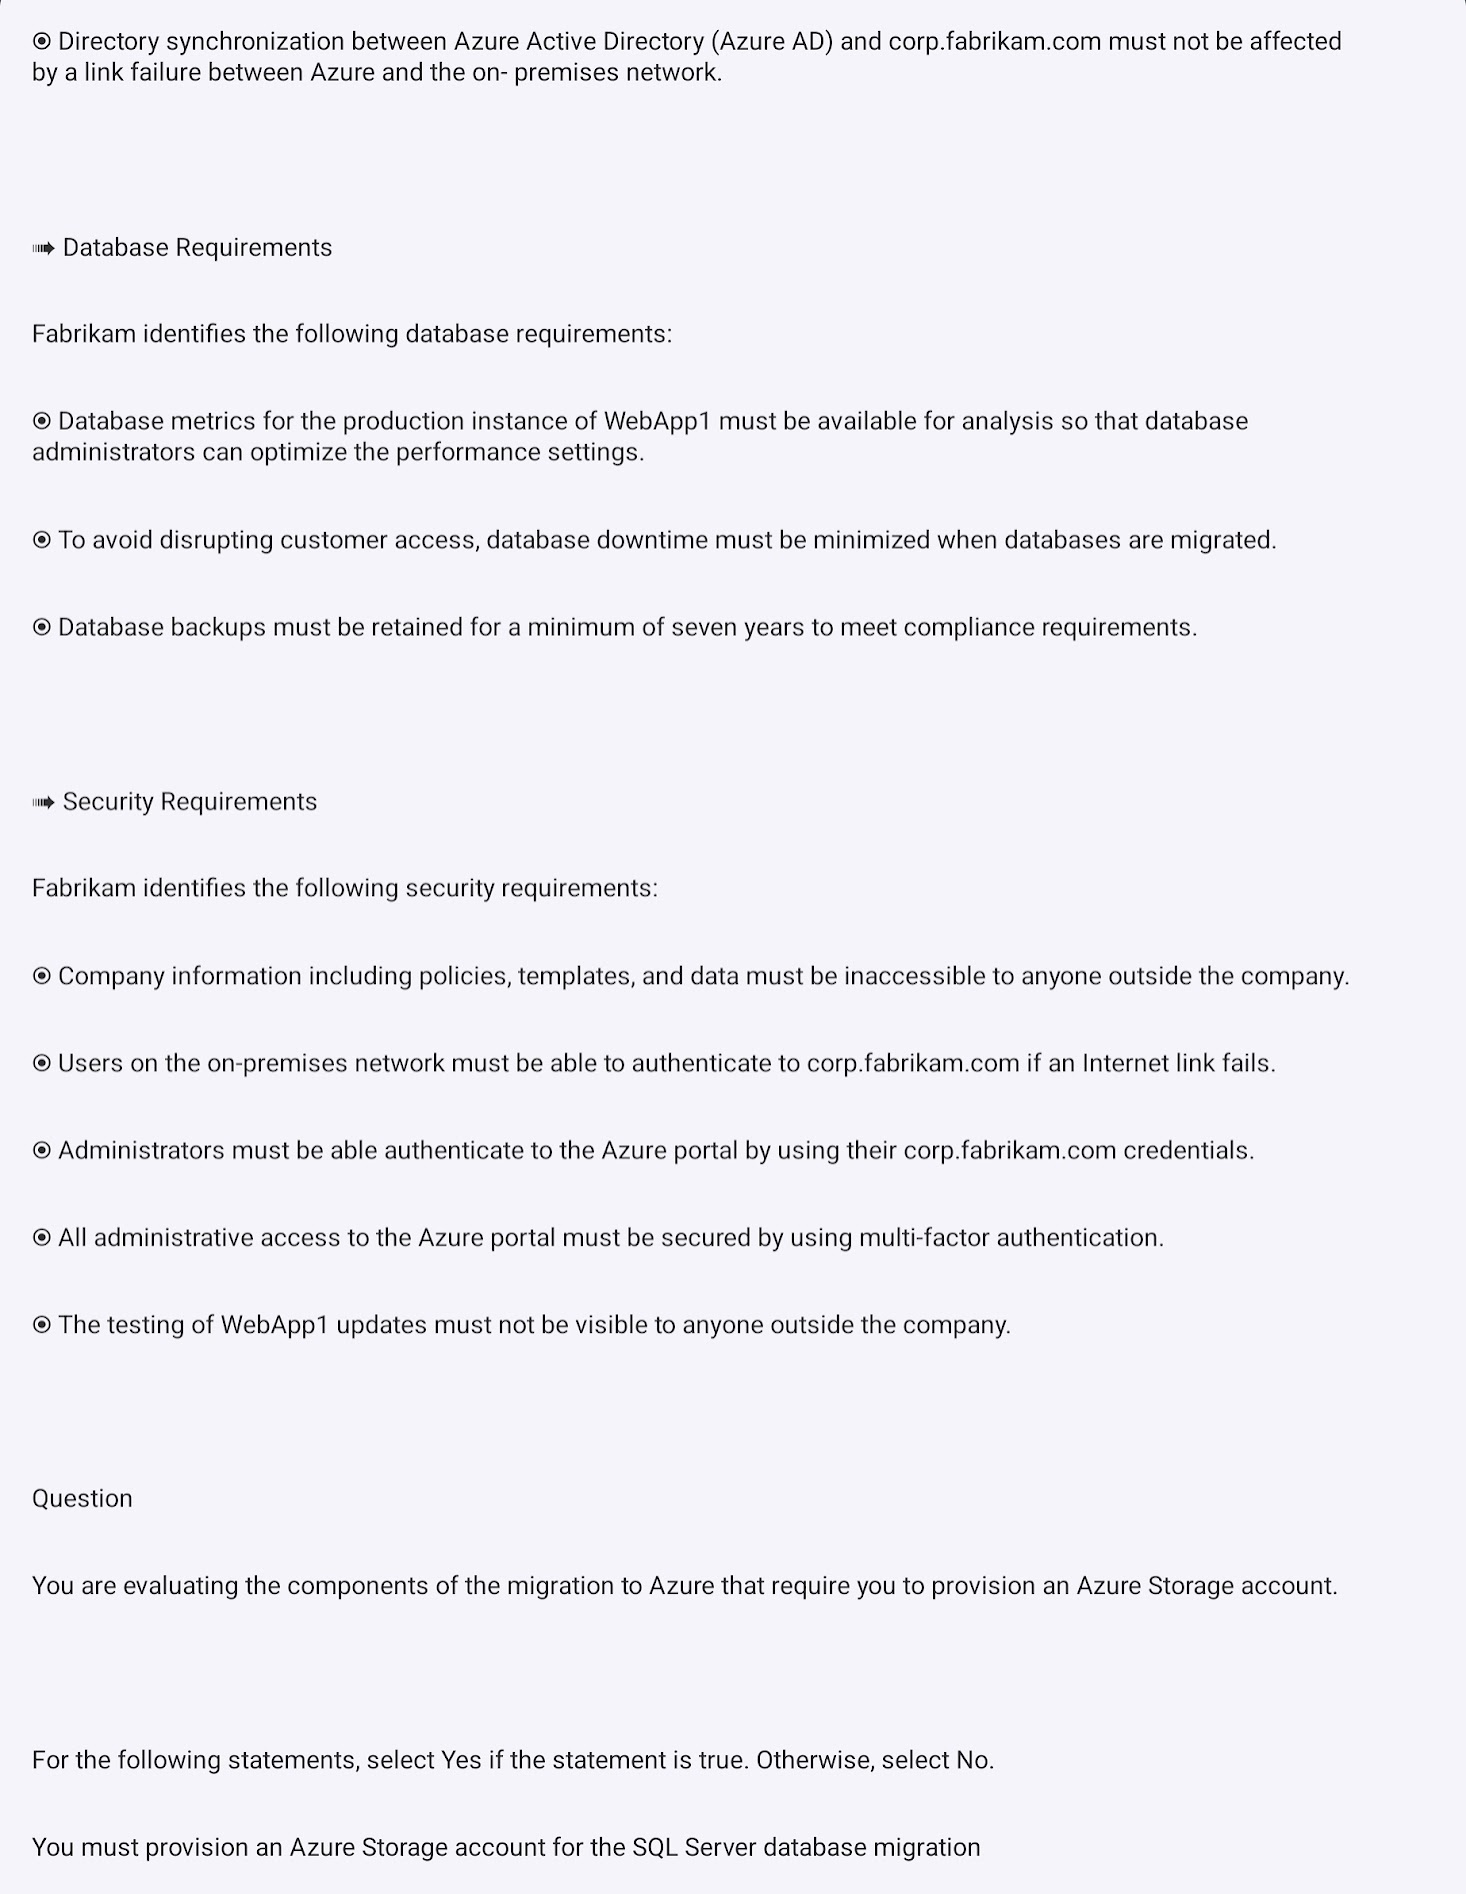 ◉ Directory synchronization between Azure Active Directory (Azure AD) and corp.fabrikam.com must not be affected
by a link failure between Azure and the on- premises network.
➠ Database Requirements
Fabrikam identifies the following database requirements:
◉ Database metrics for the production instance of WebApp1 must be available for analysis so that database
administrators can optimize the performance settings.
◉ To avoid disrupting customer access, database downtime must be minimized when databases are migrated.
◉ Database backups must be retained for a minimum of seven years to meet compliance requirements.
➠ Security Requirements
Fabrikam identifies the following security requirements:
◉ Company information including policies, templates, and data must be inaccessible to anyone outside the company.
◉ Users on the on-premises network must be able to authenticate to corp.fabrikam.com if an Internet link fails.
◉ Administrators must be able authenticate to the Azure portal by using their corp.fabrikam.com credentials.
◉ All administrative access to the Azure portal must be secured by using multi-factor authentication.
◉ The testing of WebApp1 updates must not be visible to anyone outside the company.
Question
You are evaluating the components of the migration to Azure that require you to provision an Azure Storage account.
For the following statements, select Yes if the statement is true. Otherwise, select No.
You must provision an Azure Storage account for the SQL Server database migration